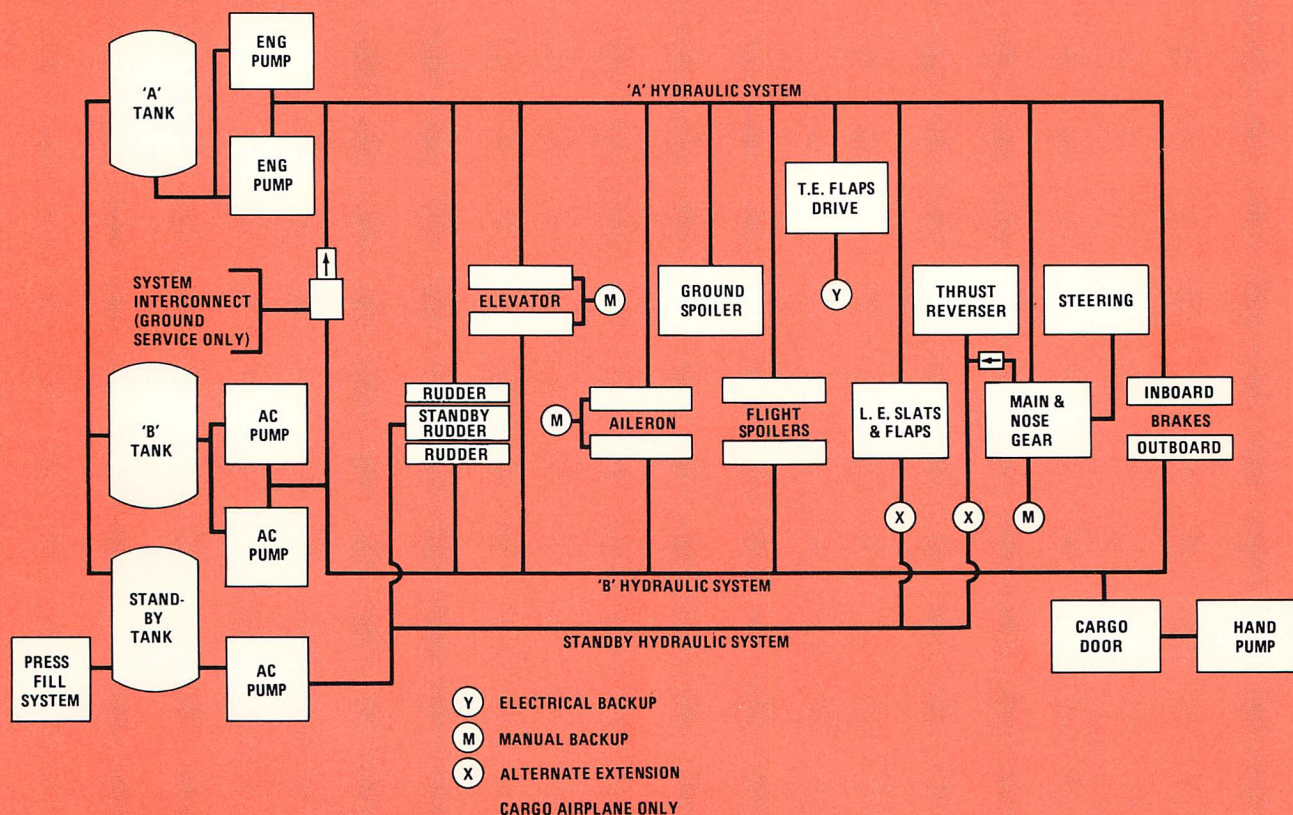 'A'
TANK
ENG
PUMP
ENG
PUMP
'A' HYDRAULIC SYSTEM
SYSTEM
INTERCONNECT
(GROUND
SERVICE ONLY)
'B'
TANK
AC
PUMP
AC
PUMP
STAND-
BY
TANK
PRESS
FILL
SYSTEM
AC
PUMP
RUDDER
STANDBY
RUDDER
RUDDER
ELEVATOR
M
M
AILERON
GROUND
SPOILER
FLIGHT
SPOILERS
T.E. FLAPS
DRIVE
Y
L.E. SLATS
& FLAPS
X
THRUST
REVERSER
X
STEERING
MAIN &
NOSE
GEAR
M
INBOARD
BRAKES
OUTBOARD
'B' HYDRAULIC SYSTEM
STANDBY HYDRAULIC SYSTEM
CARGO
DOOR
HAND
PUMP
Y ELECTRICAL BACKUP
M MANUAL BACKUP
X ALTERNATE EXTENSION
CARGO AIRPLANE ONLY